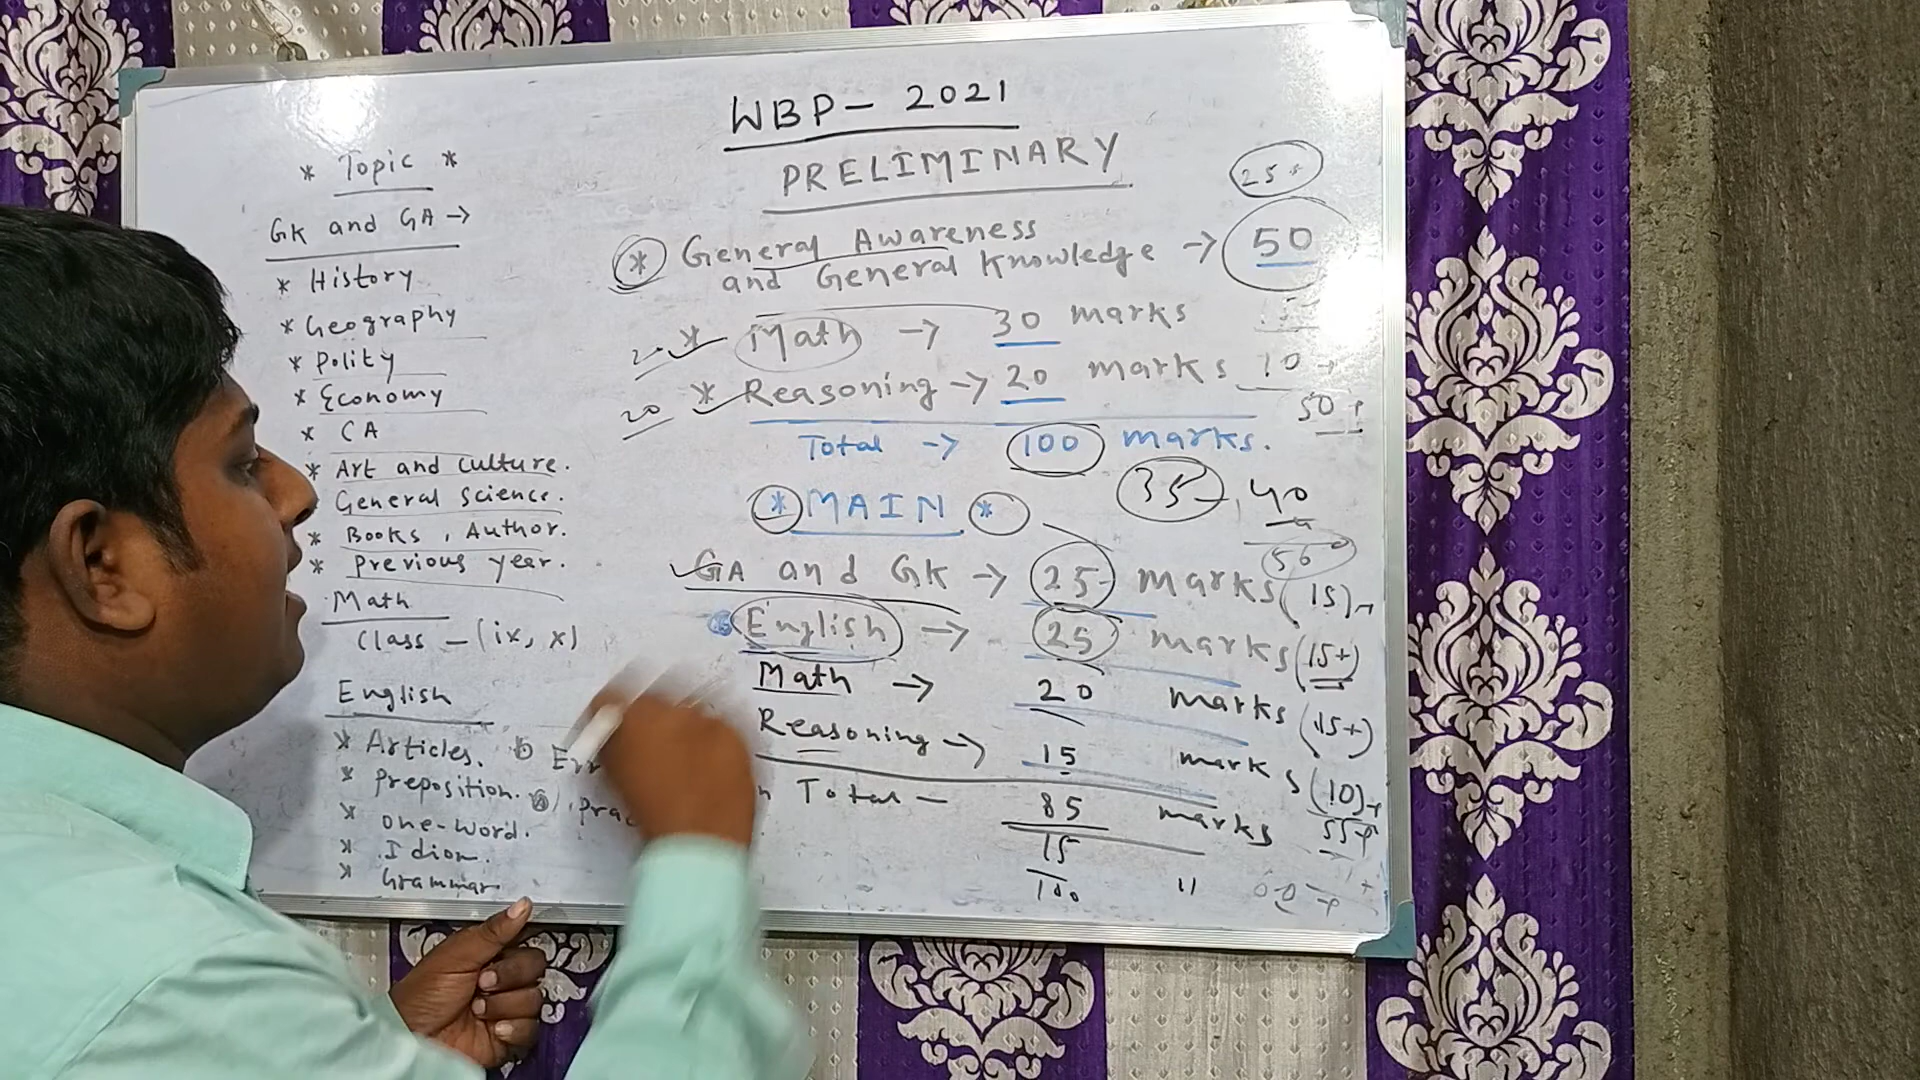 WBP - 2021
PRELIMINARY
* Topic *
GK and GA →
* History
* Geography
* Polity
* Economy
* CA
* Art and culture.
General science.
* Books, Author.
* Previous year.
Math
Class - (ix, x)
English
* Articles.
* preposition.
* one-word.
* Idiom.
* Grammar
25+
* General Awareness
and General Knowledge → 50
* Math → 30 marks
20 * Reasoning → 20 marks 10+
50+
Total → 100 marks.
35 - 40
* MAIN *
GA and GK → 25 marks (15)+
English → 25 marks (15+)
Math → 20 marks (15+)
Reasoning → 15 marks (10)+
Total - 85 marks 55+
15
100 "